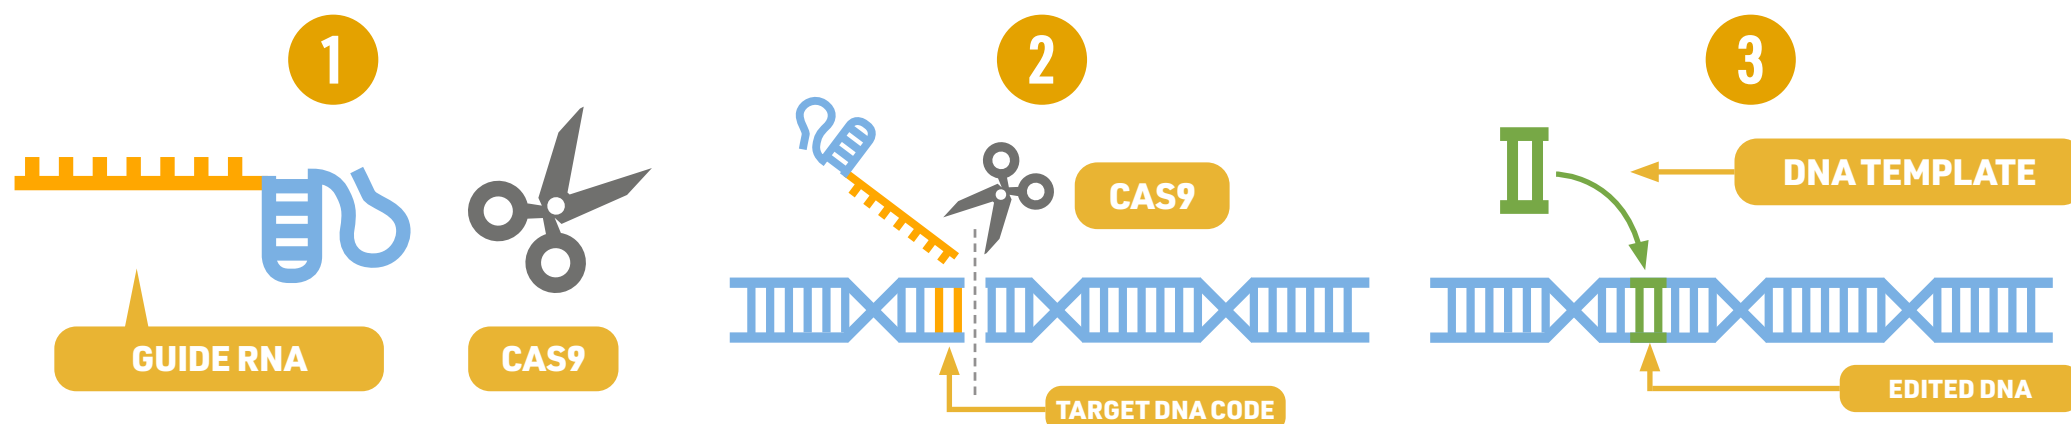 1
GUIDE RNA
CAS9
2
CAS9
TARGET DNA CODE
3
DNA TEMPLATE
EDITED DNA